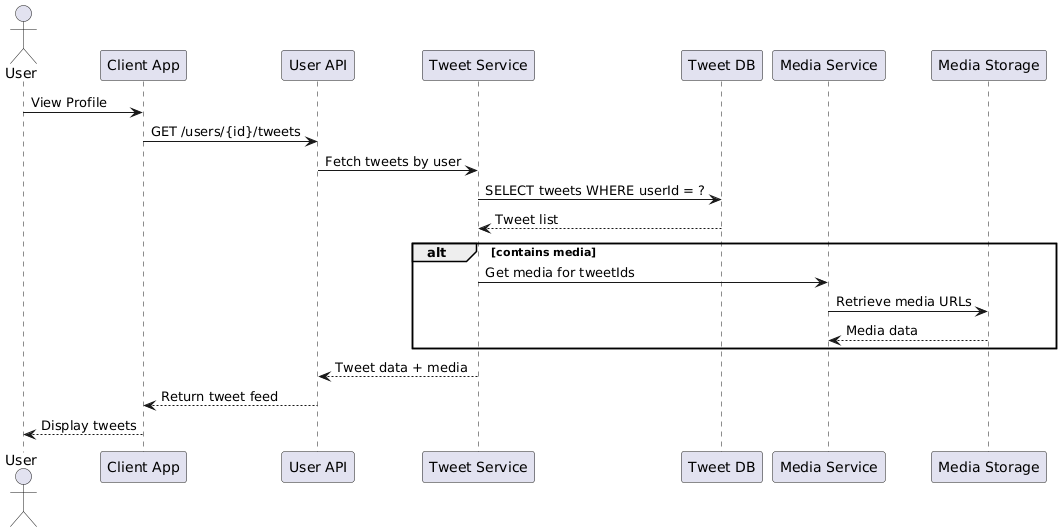 User
Client App
User API
Tweet Service
Tweet DB
Media Service
Media Storage
View Profile
GET /users/{id}/tweets
Fetch tweets by user
SELECT tweets WHERE userId = ?
Tweet list
alt
[contains media]
Get media for tweetIds
Retrieve media URLs
Media data
Tweet data + media
Return tweet feed
Display tweets
User
Client App
User API
Tweet Service
Tweet DB
Media Service
Media Storage